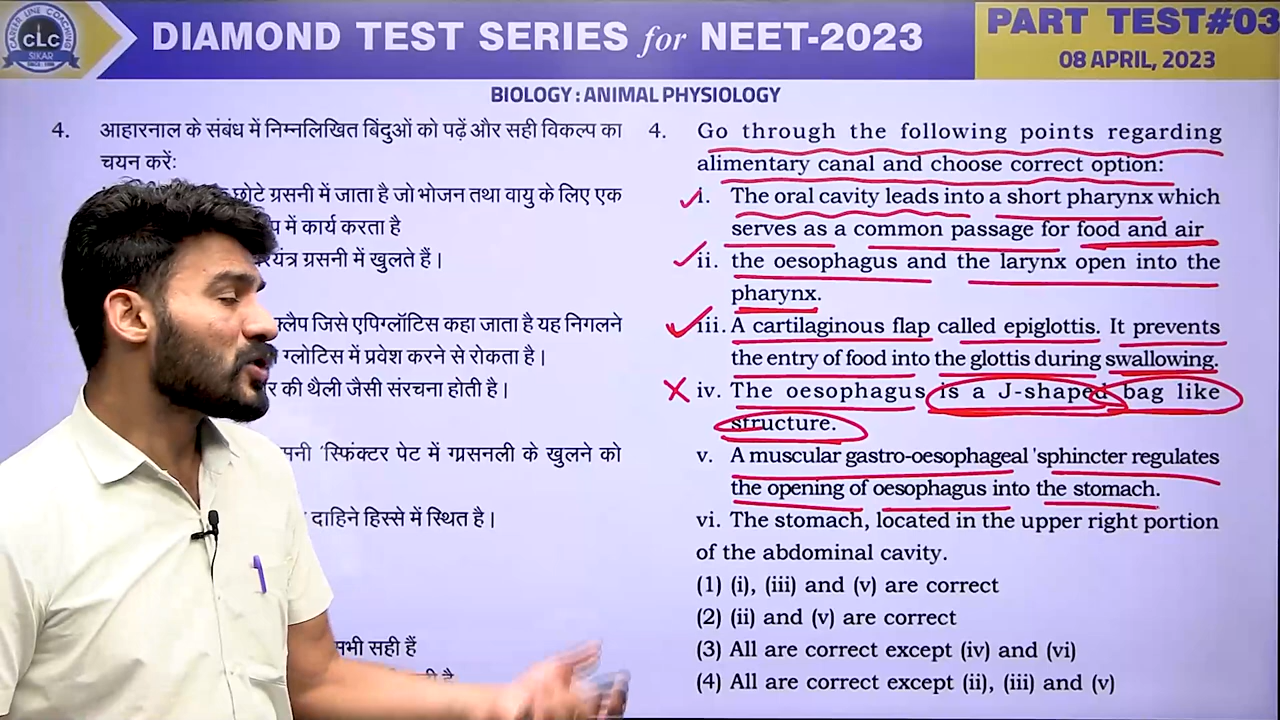 CAREER LINE COACHING
CLC
SIKAR
DIAMOND TEST SERIES for NEET-2023
PART TEST#03
08 APRIL, 2023
BIOLOGY : ANIMAL PHYSIOLOGY
4. आहारनाल के संबंध में निम्नलिखित बिंदुओं को पढ़ें और सही विकल्प का
चयन करें:
छोटे ग्रसनी में जाता है जो भोजन तथा वायु के लिए एक
में कार्य करता है
ग्रसनी में खुलते हैं।
फ्लैप जिसे एपिग्लॉटिस कहा जाता है यह निगलने
ग्लोटिस में प्रवेश करने से रोकता है।
की थैली जैसी संरचना होती है।
'स्फिंक्टर पेट में ग्रासनली के खुलने को
दाहिने हिस्से में स्थित है।
सभी सही हैं
4. Go through the following points regarding
alimentary canal and choose correct option:
i. The oral cavity leads into a short pharynx which
serves as a common passage for food and air
ii. the oesophagus and the larynx open into the
pharynx.
iii. A cartilaginous flap called epiglottis. It prevents
the entry of food into the glottis during swallowing.
iv. The oesophagus is a J-shaped bag like
structure.
v. A muscular gastro-oesophageal 'sphincter regulates
the opening of oesophagus into the stomach.
vi. The stomach, located in the upper right portion
of the abdominal cavity.
(1) (i), (iii) and (v) are correct
(2) (ii) and (v) are correct
(3) All are correct except (iv) and (vi)
(4) All are correct except (ii), (iii) and (v)